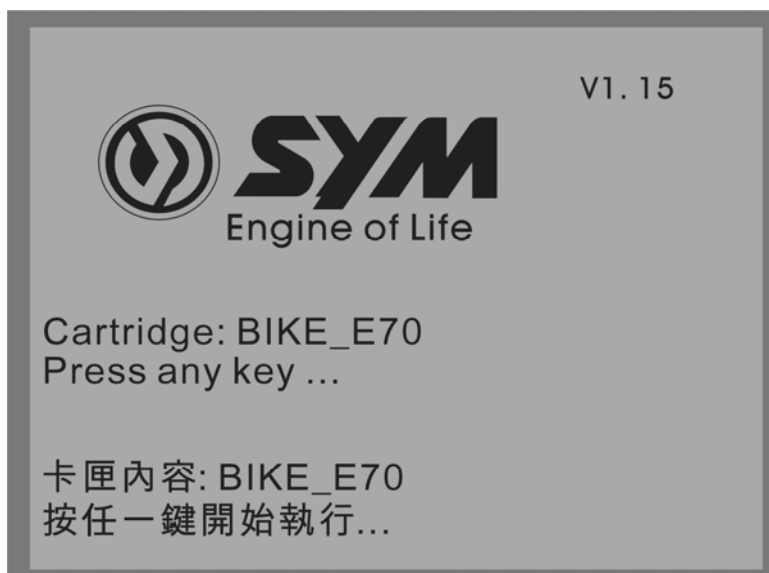 V1.15
SYM
Engine of Life
Cartridge: BIKE_E70
Press any key ...
卡匣內容: BIKE_E70
按任一鍵開始執行...